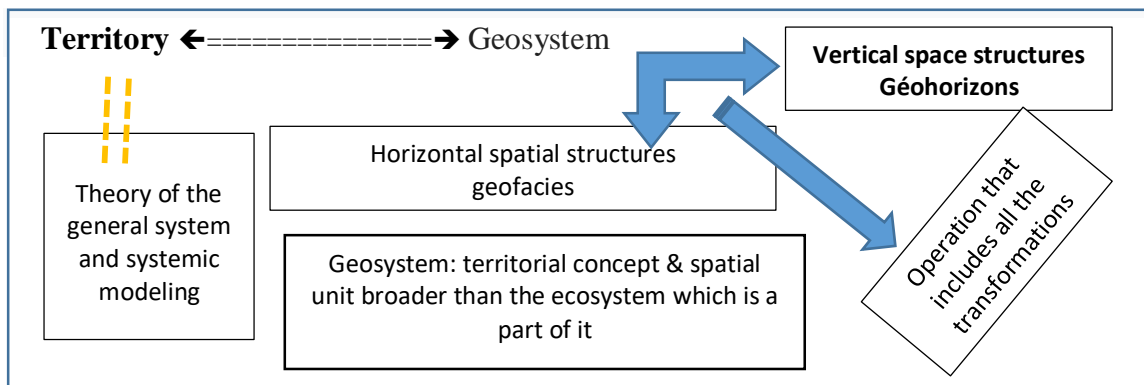 Territory 🡰===============➔ Geosystem
Vertical space structures
Géohorizons
Horizontal spatial structures
geofacies
Theory of the
general system
and systemic
modeling
Geosystem: territorial concept & spatial
unit broader than the ecosystem which is a
part of it
Operation that
includes all the
transformations